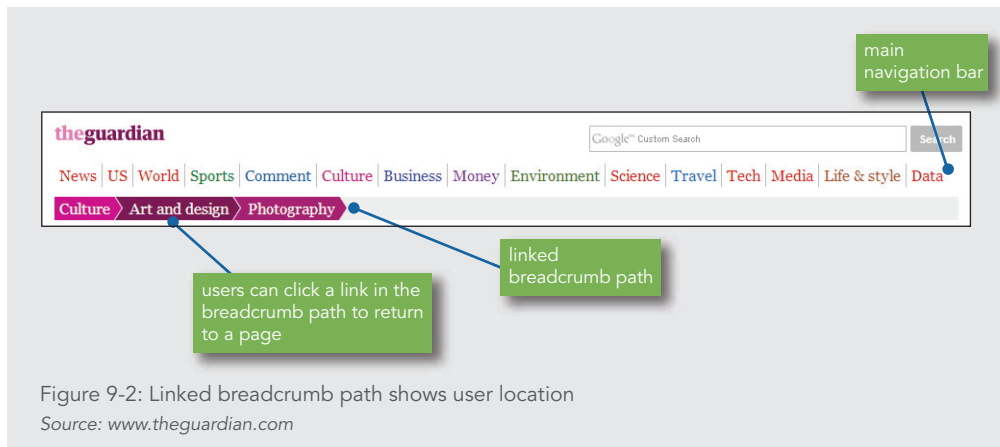 main
navigation bar
theguardian
Google™ Custom Search
Search
News US World Sports Comment Culture Business Money Environment Science Travel Tech Media Life & style Data
Culture Art and design Photography
linked
breadcrumb path
users can click a link in the
breadcrumb path to return
to a page
Figure 9-2: Linked breadcrumb path shows user location
Source: www.theguardian.com